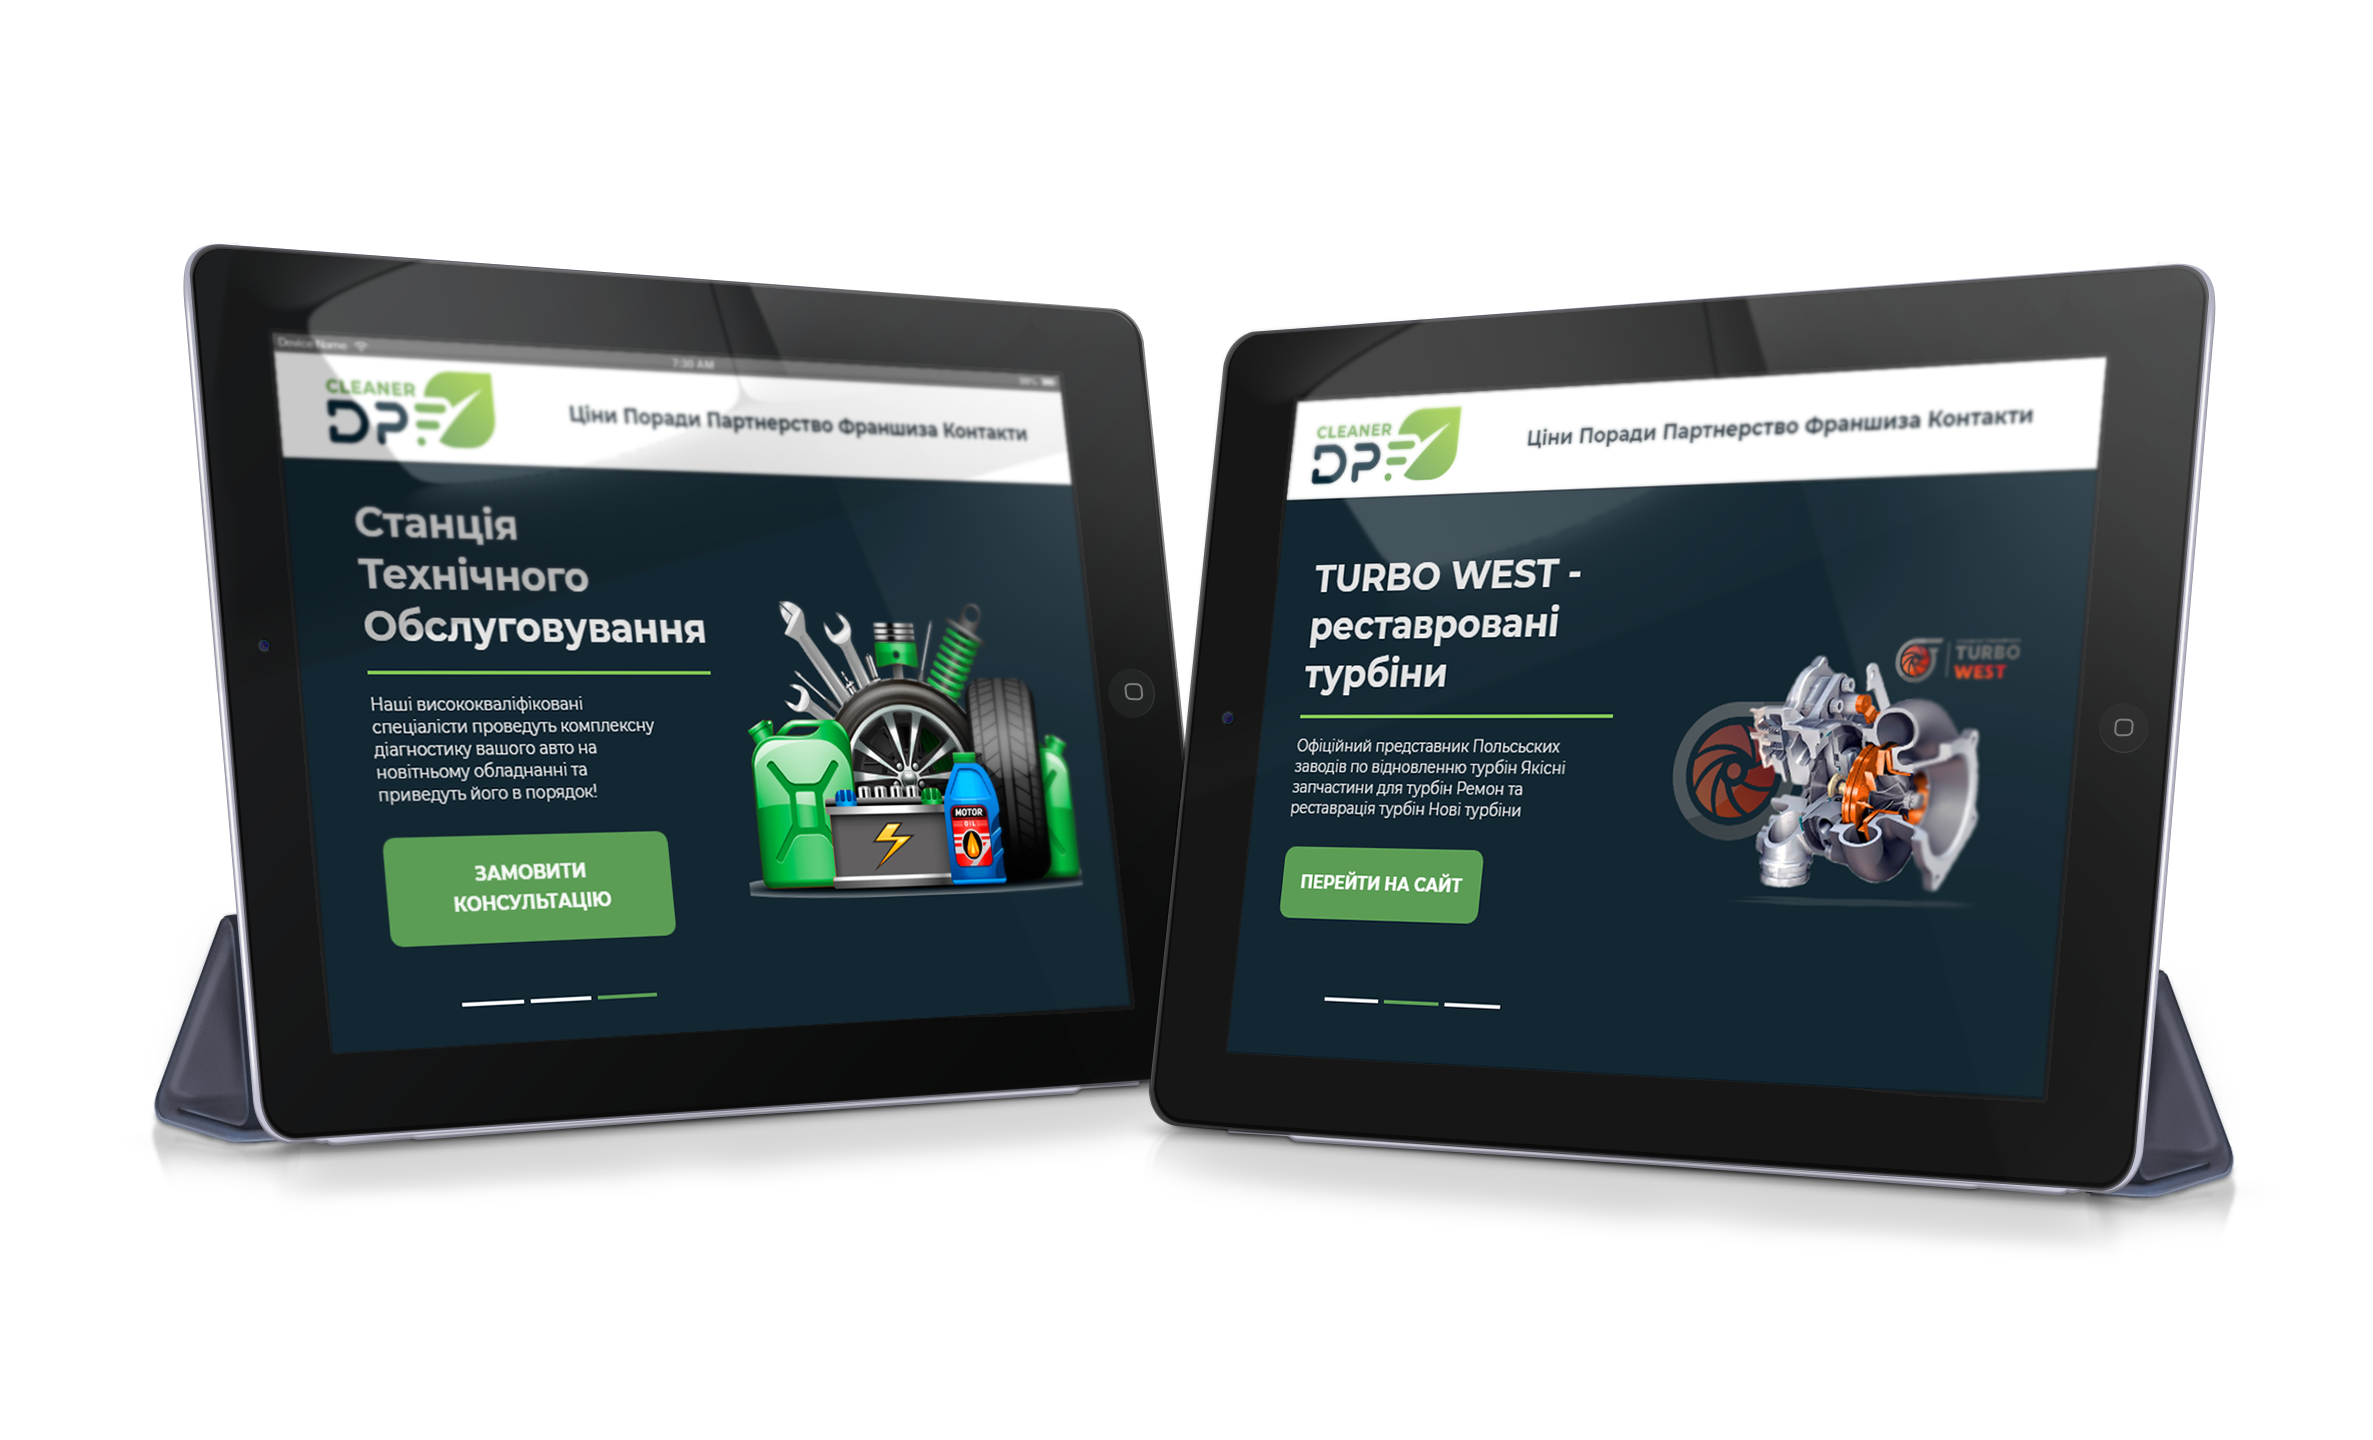 Device Name
7:30 AM
CLEANER
DPF
Ціни Поради Партнерство Франшиза Контакти
Станція
Технічного
Обслуговування
Наші висококваліфіковані
спеціалісти проведуть комплексну
діагностику вашого авто на
новітньому обладнанні та
приведуть його в порядок!
ЗАМОВИТИ
КОНСУЛЬТАЦІЮ
MOTOR
OIL
CLEANER
DPF
Ціни Поради Партнерство Франшиза Контакти
TURBO WEST -
реставровані
турбіни
Офіційний представник Польсьских
заводів по відновленню турбін Якісні
запчастини для турбін Ремон та
реставрація турбін Нові турбіни
ПЕРЕЙТИ НА САЙТ
TURBO
WEST